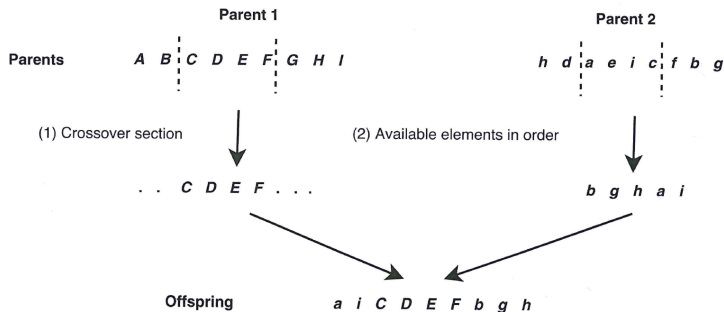 Parent 1
Parent 2
Parents
A B C D E F G H I
h d a e i c f b g
(1) Crossover section
(2) Available elements in order
. . C D E F . . .
b g h a i
Offspring
a i C D E F b g h